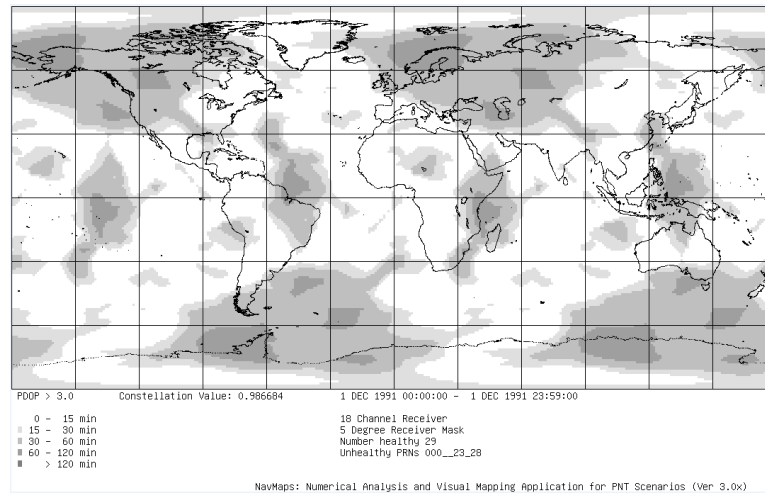 PDOP > 3.0 Constellation Value: 0.986684 1 DEC 1991 00:00:00 - 1 DEC 1991 23:59:00
0 - 15 min
15 - 30 min
30 - 60 min
60 - 120 min
> 120 min
18 Channel Receiver
5 Degree Receiver Mask
Number healthy 29
Unhealthy PRNs 000__23_28
NavMaps: Numerical Analysis and Visual Mapping Application for PNT Scenarios (Ver 3.0x)